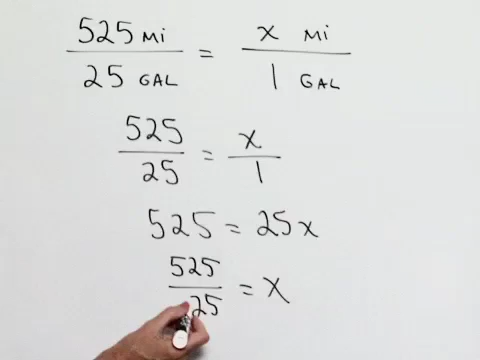 525 MI / 25 GAL = x MI / 1 GAL
525 / 25 = x / 1
525 = 25x
525 / 25 = x